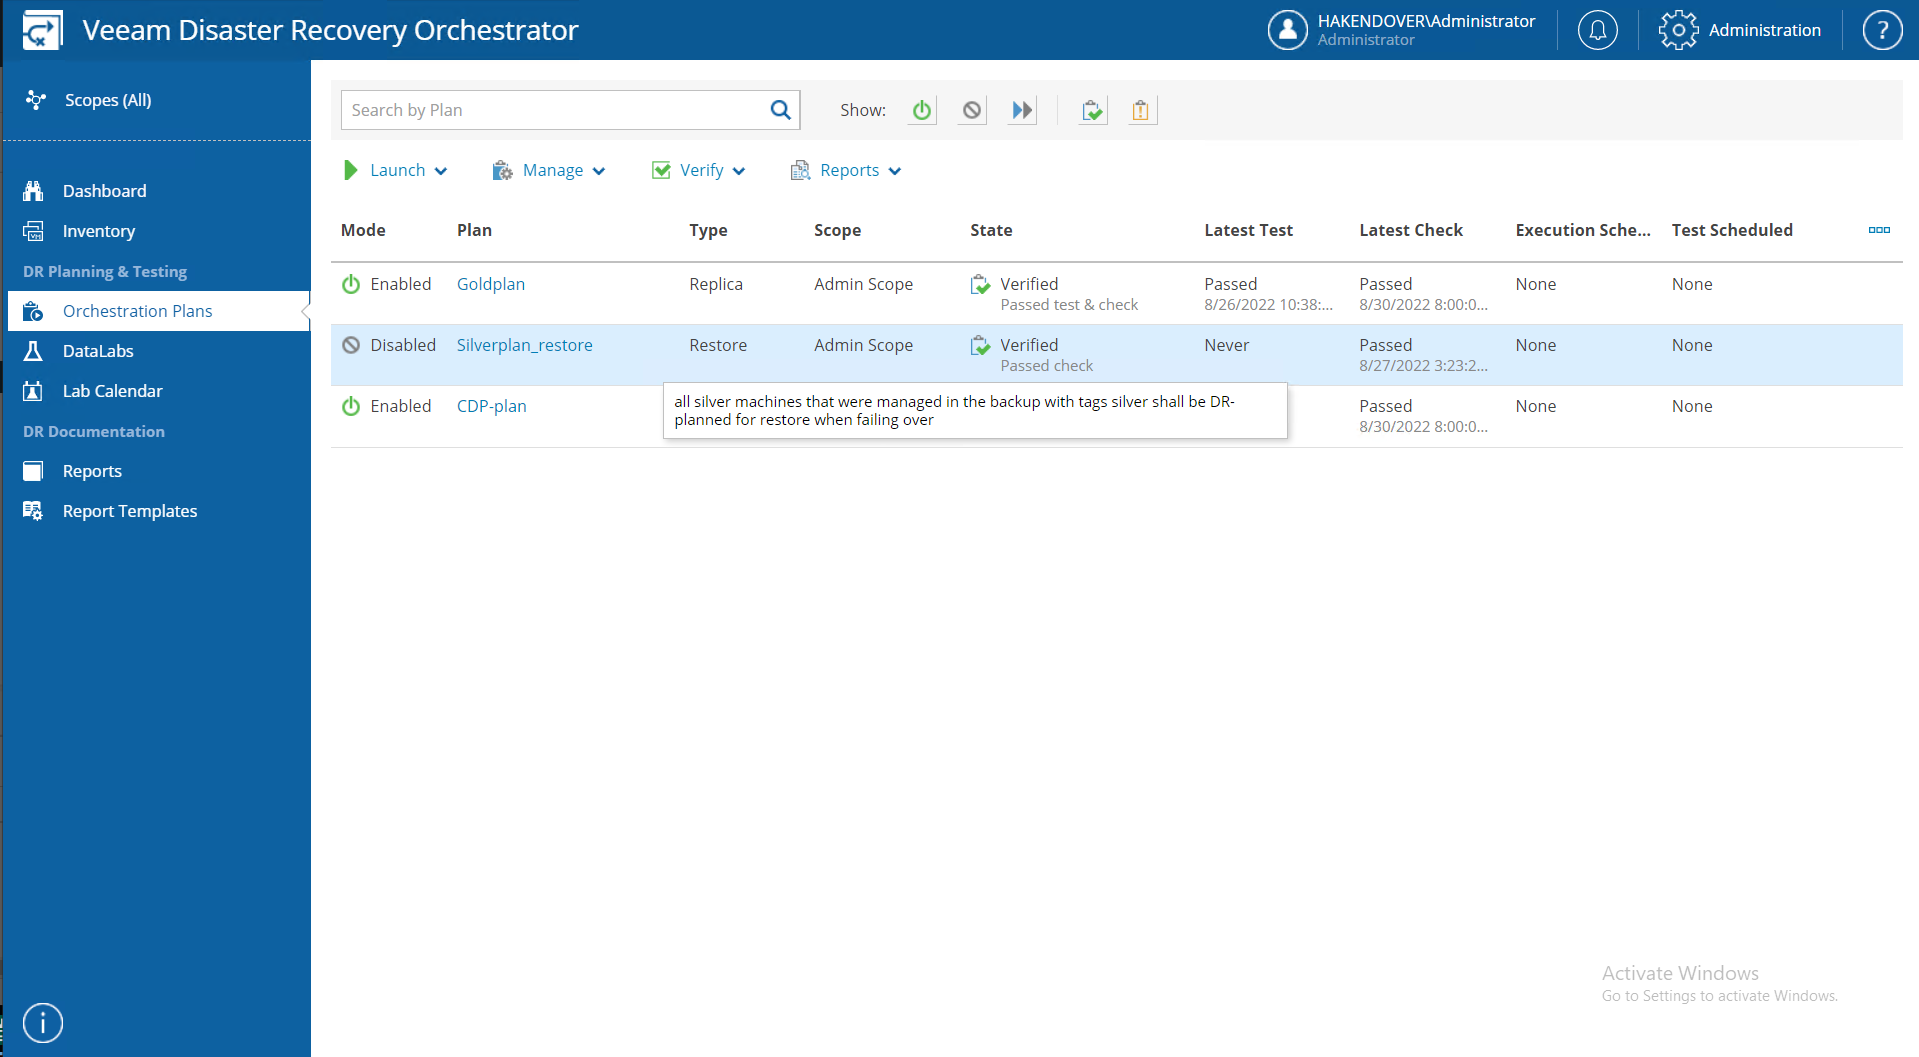 Veeam Disaster Recovery Orchestrator
HAKENDOVER\Administrator
Administrator
Administration
?
Scopes (All)
Dashboard
Inventory
DR Planning & Testing
Orchestration Plans
DataLabs
Lab Calendar
DR Documentation
Reports
Report Templates
Search by Plan
Show:
Launch
Manage
Verify
Reports
Mode Plan Type Scope State Latest Test Latest Check Execution Sche... Test Scheduled
Enabled Goldplan Replica Admin Scope Verified Passed Passed None None
Passed test & check 8/26/2022 10:38:... 8/30/2022 8:00:0...
Disabled Silverplan_restore Restore Admin Scope Verified Never Passed None None
Passed check 8/27/2022 3:23:2...
Enabled CDP-plan Passed None None
8/30/2022 8:00:0...
all silver machines that were managed in the backup with tags silver shall be DR-
planned for restore when failing over
Activate Windows
Go to Settings to activate Windows.
i